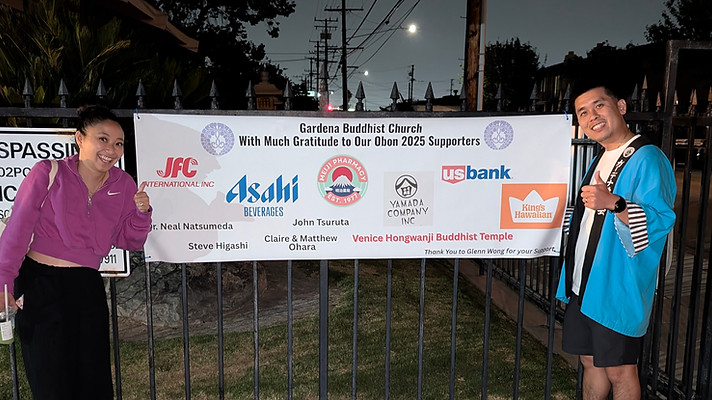 SPASSING
Gardena Buddhist Church
With Much Gratitude to Our Obon 2025 Supporters
JFC
INTERNATIONAL INC
Asahi
BEVERAGES
MEIJI PHARMACY
EST. 1977
YAMADA
COMPANY
INC
usbank
King's
Hawaiian
r. Neal Natsumeda
Steve Higashi
John Tsuruta
Claire & Matthew
Ohara
Venice Hongwanji Buddhist Temple
Thank You to Glenn Wong for your Support